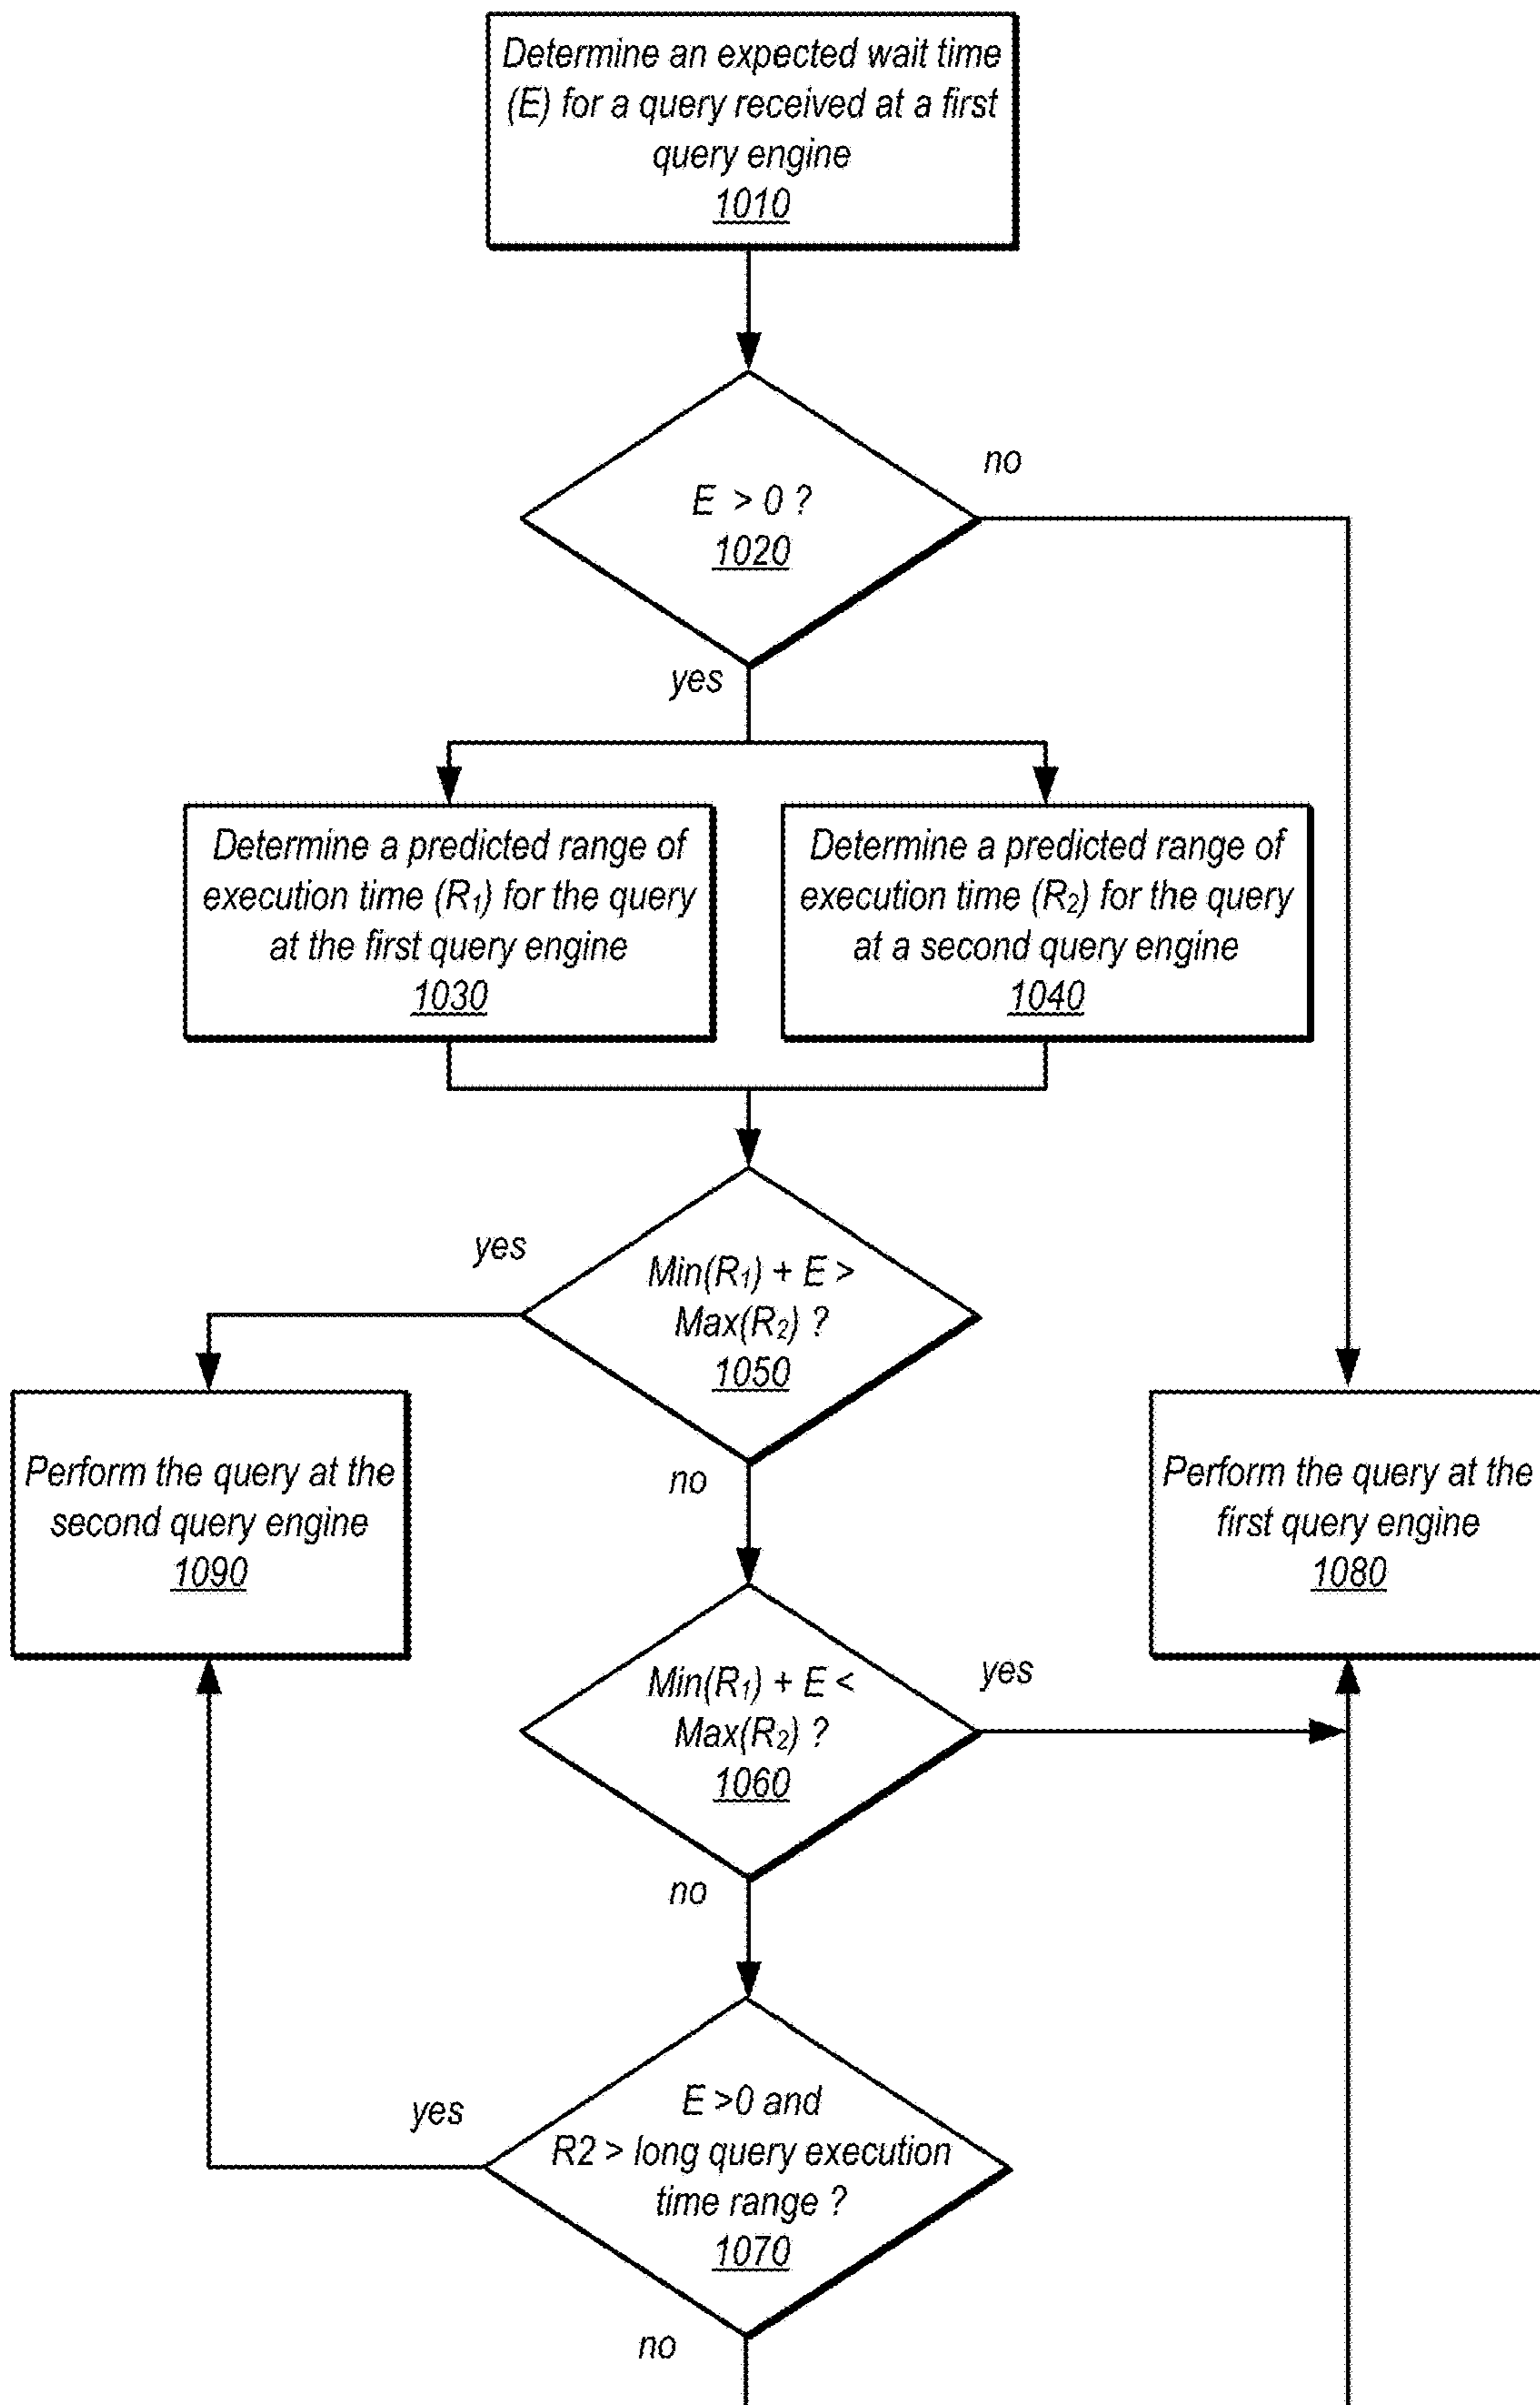 Determine an expected wait time
(E) for a query received at a first
query engine
1010
E > 0 ?
1020
no
yes
Determine a predicted range of
execution time (R₁) for the query
at the first query engine
1030
Determine a predicted range of
execution time (R₂) for the query
at a second query engine
1040
yes
Min(R₁) + E >
Max(R₂) ?
1050
no
Perform the query at the
second query engine
1090
Perform the query at the
first query engine
1080
Min(R₁) + E <
Max(R₂) ?
1060
yes
no
yes
E >0 and
R2 > long query execution
time range ?
1070
no